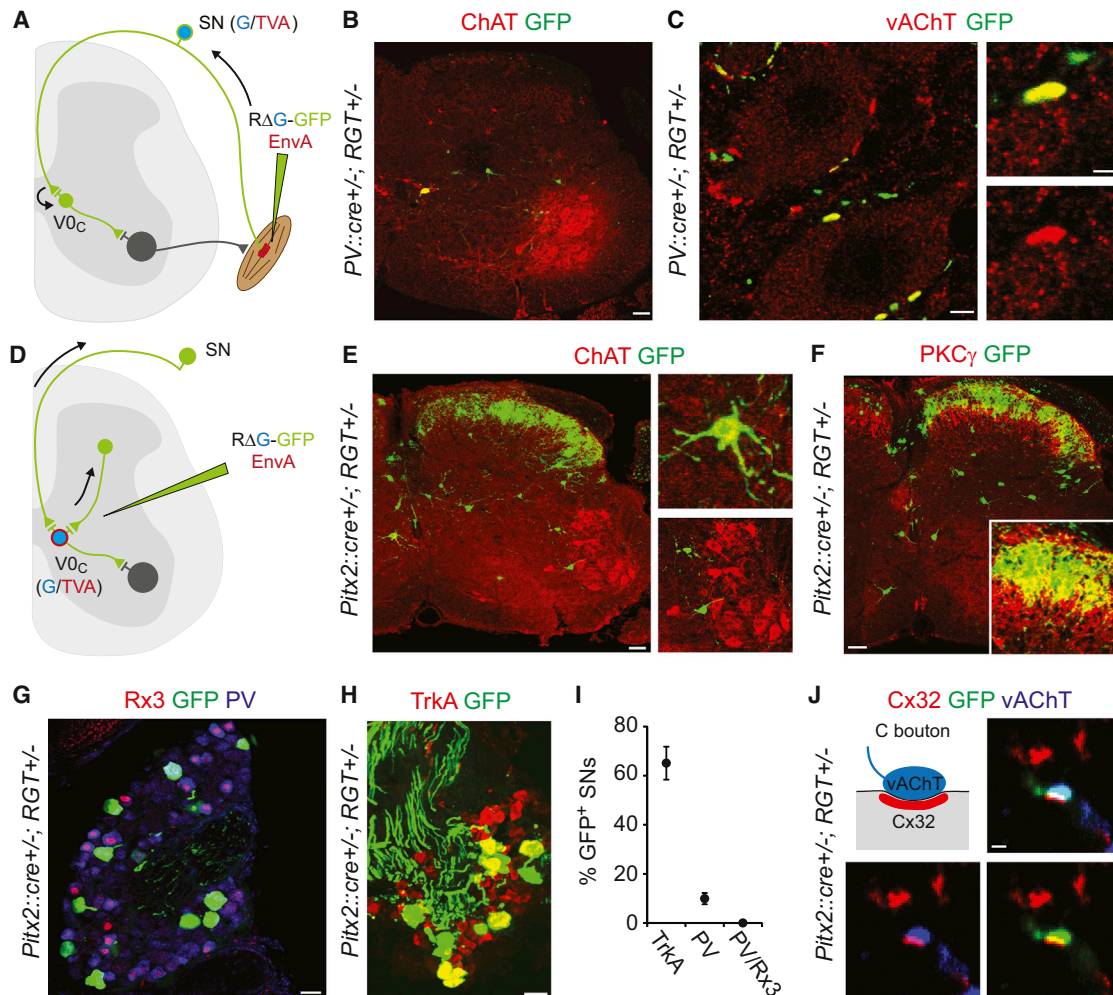 A
SN (G/TVA)
RΔG-GFP
EnvA
V0C
B
ChAT GFP
PV::cre+/-; RGT+/-
C
vAChT GFP
PV::cre+/-; RGT+/-
D
SN
RΔG-GFP
EnvA
V0C
(G/TVA)
E
ChAT GFP
Pitx2::cre+/-; RGT+/-
F
PKCγ GFP
Pitx2::cre+/-; RGT+/-
G
Rx3 GFP PV
Pitx2::cre+/-; RGT+/-
H
TrkA GFP
Pitx2::cre+/-; RGT+/-
I
% GFP+ SNs
80
60
40
20
0
TrkA
PV
PV/Rx3
J
Cx32 GFP vAChT
Pitx2::cre+/-; RGT+/-
C bouton
vAChT
Cx32